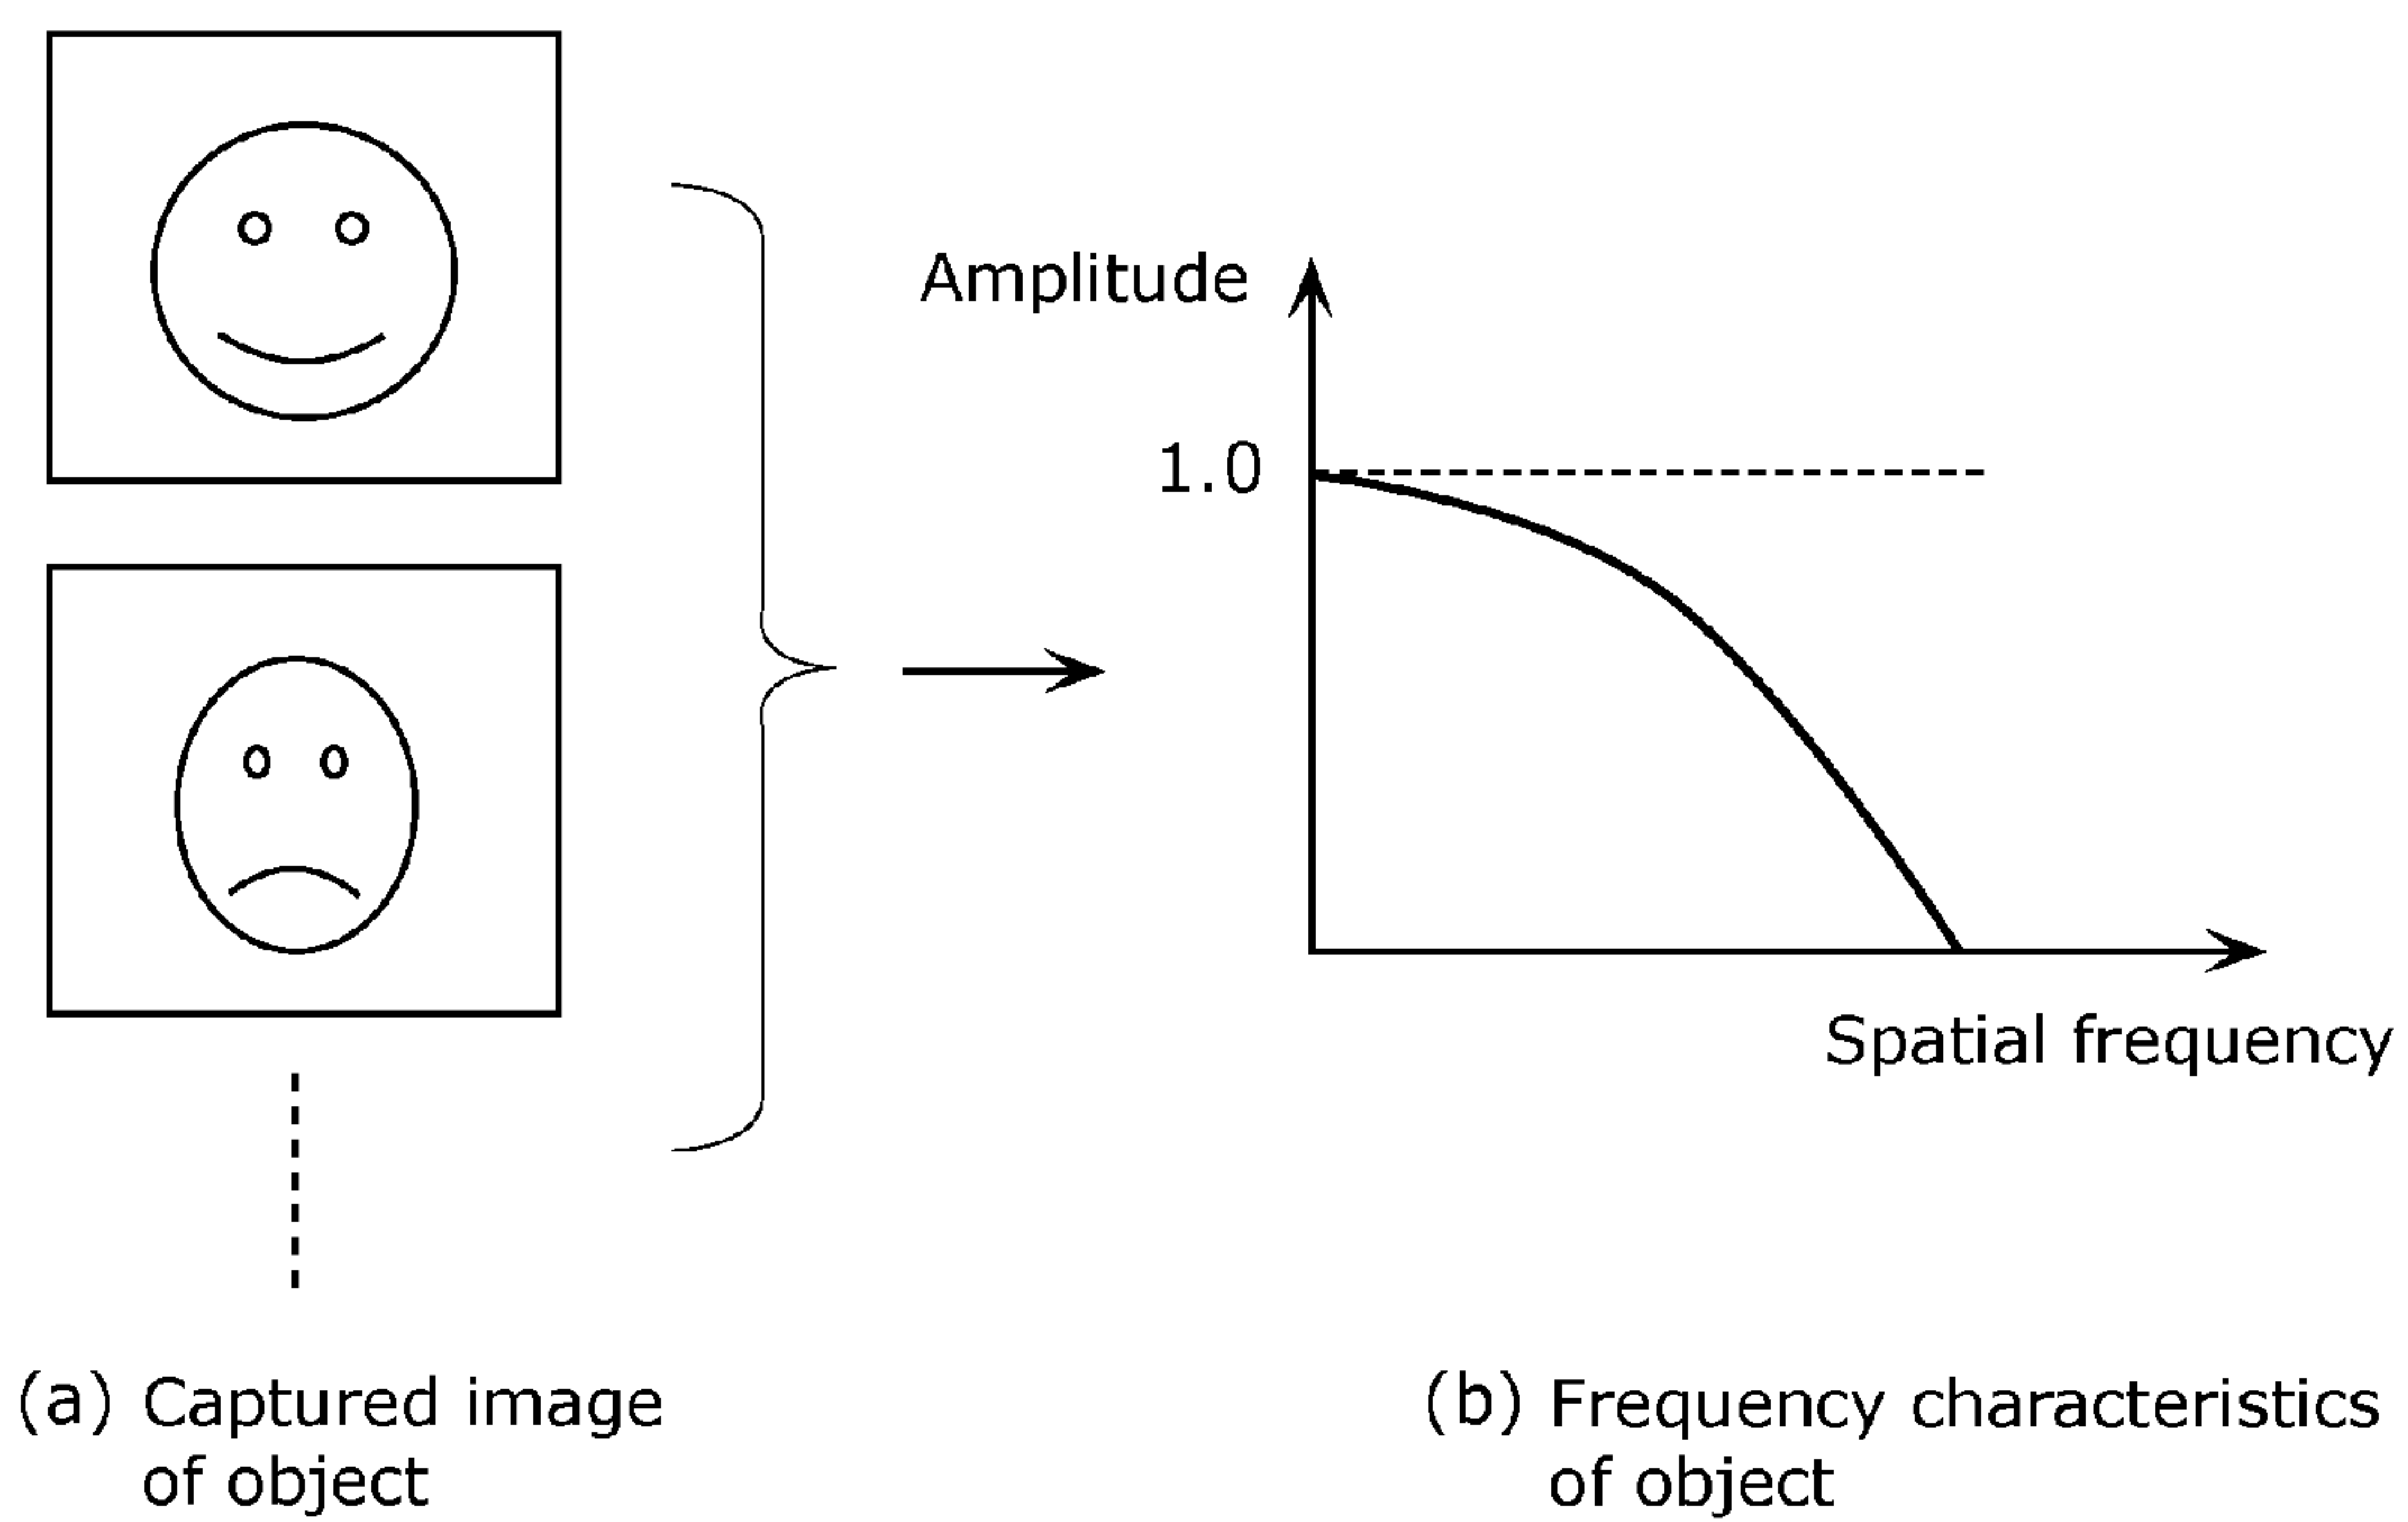 Amplitude
1.0
Spatial frequency
(a) Captured image
of object
(b) Frequency characteristics
of object